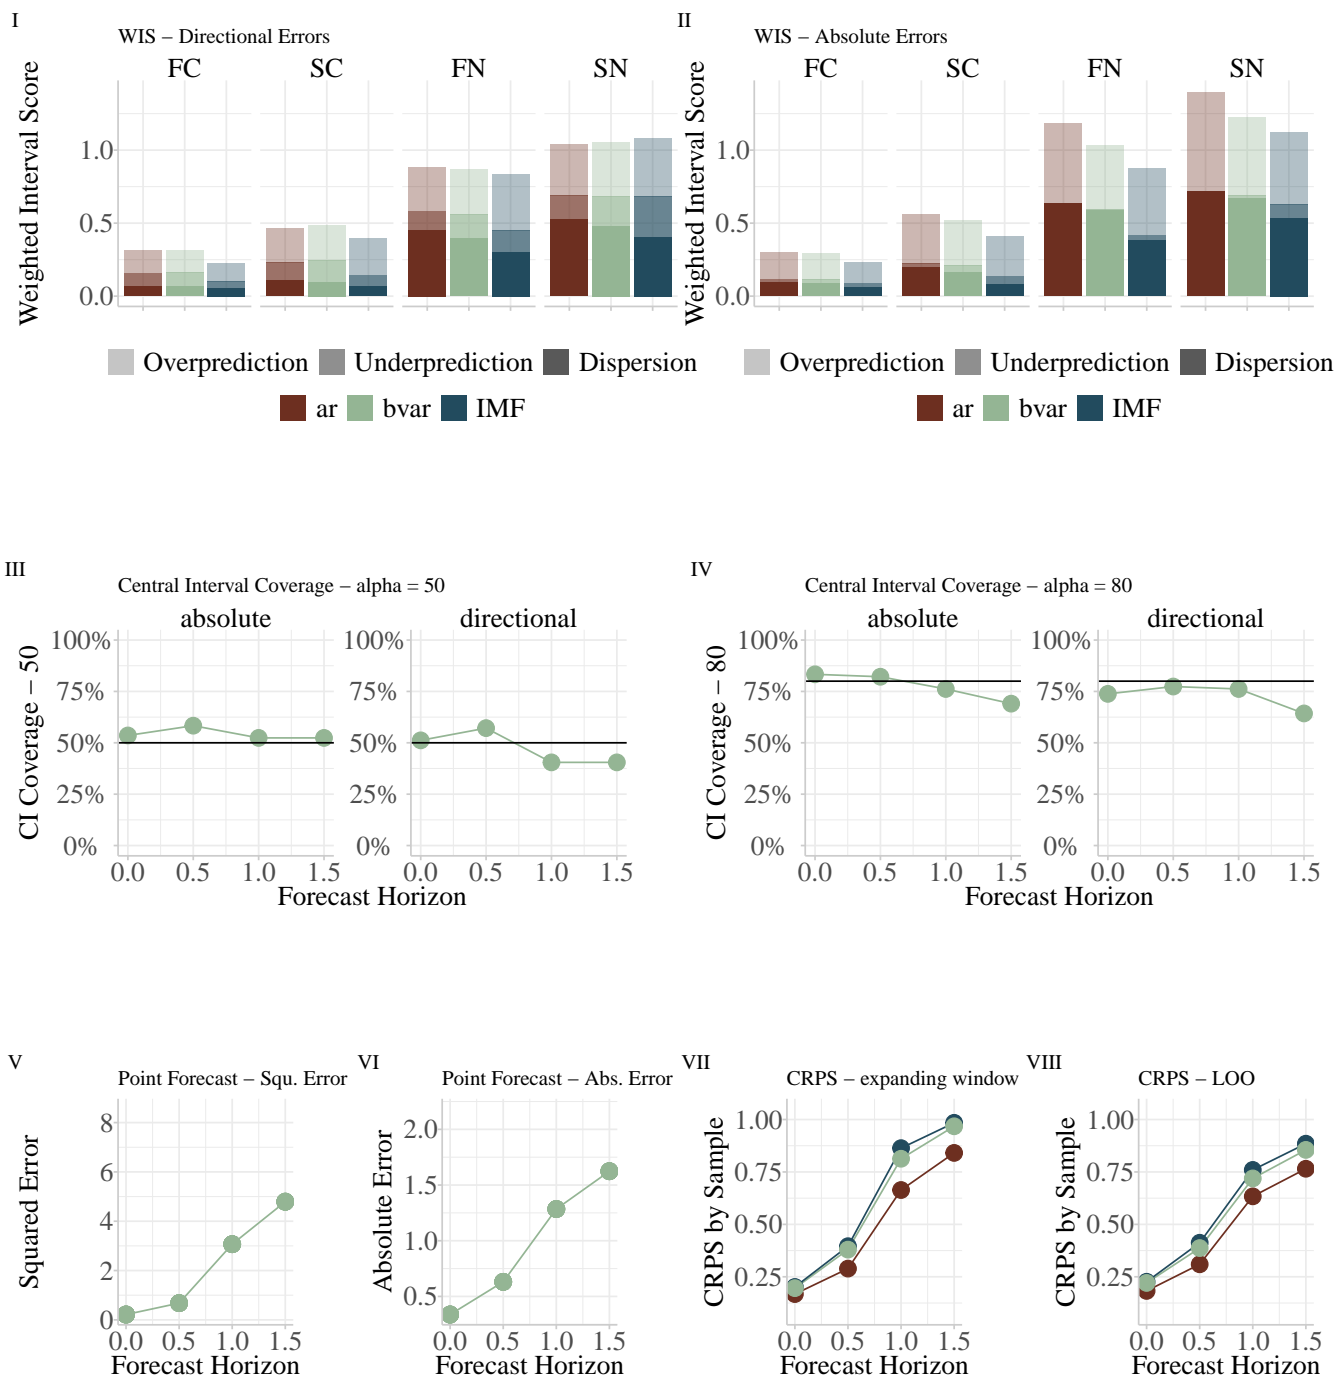 I
II
WIS – Directional Errors
WIS – Absolute Errors
FC SC FN SN
FC SC FN SN
Weighted Interval Score
1.0
0.5
0.0
Weighted Interval Score
1.0
0.5
0.0
Overprediction Underprediction Dispersion
ar bvar IMF
Overprediction Underprediction Dispersion
ar bvar IMF
III
IV
Central Interval Coverage – alpha = 50
Central Interval Coverage – alpha = 80
absolute directional
absolute directional
CI Coverage – 50
100% 100%
75% 75%
50% 50%
25% 25%
0% 0%
0.0 0.5 1.0 1.5 0.0 0.5 1.0 1.5
Forecast Horizon
CI Coverage – 80
100% 100%
75% 75%
50% 50%
25% 25%
0% 0%
0.0 0.5 1.0 1.5 0.0 0.5 1.0 1.5
Forecast Horizon
V
Point Forecast – Squ. Error
Squared Error
8
6
4
2
0
0.0 0.5 1.0 1.5
Forecast Horizon
VI
Point Forecast – Abs. Error
Absolute Error
2.0
1.5
1.0
0.5
0.0 0.5 1.0 1.5
Forecast Horizon
VII
CRPS – expanding window
CRPS by Sample
1.00
0.75
0.50
0.25
0.0 0.5 1.0 1.5
Forecast Horizon
VIII
CRPS – LOO
CRPS by Sample
1.00
0.75
0.50
0.25
0.0 0.5 1.0 1.5
Forecast Horizon